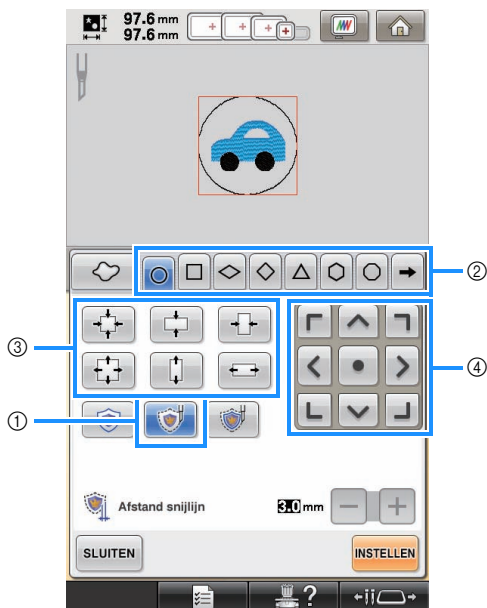 97.6 mm
97.6 mm
②
③
④
①
Afstand snijlijn 3.0 mm
SLUITEN
INSTELLEN
?